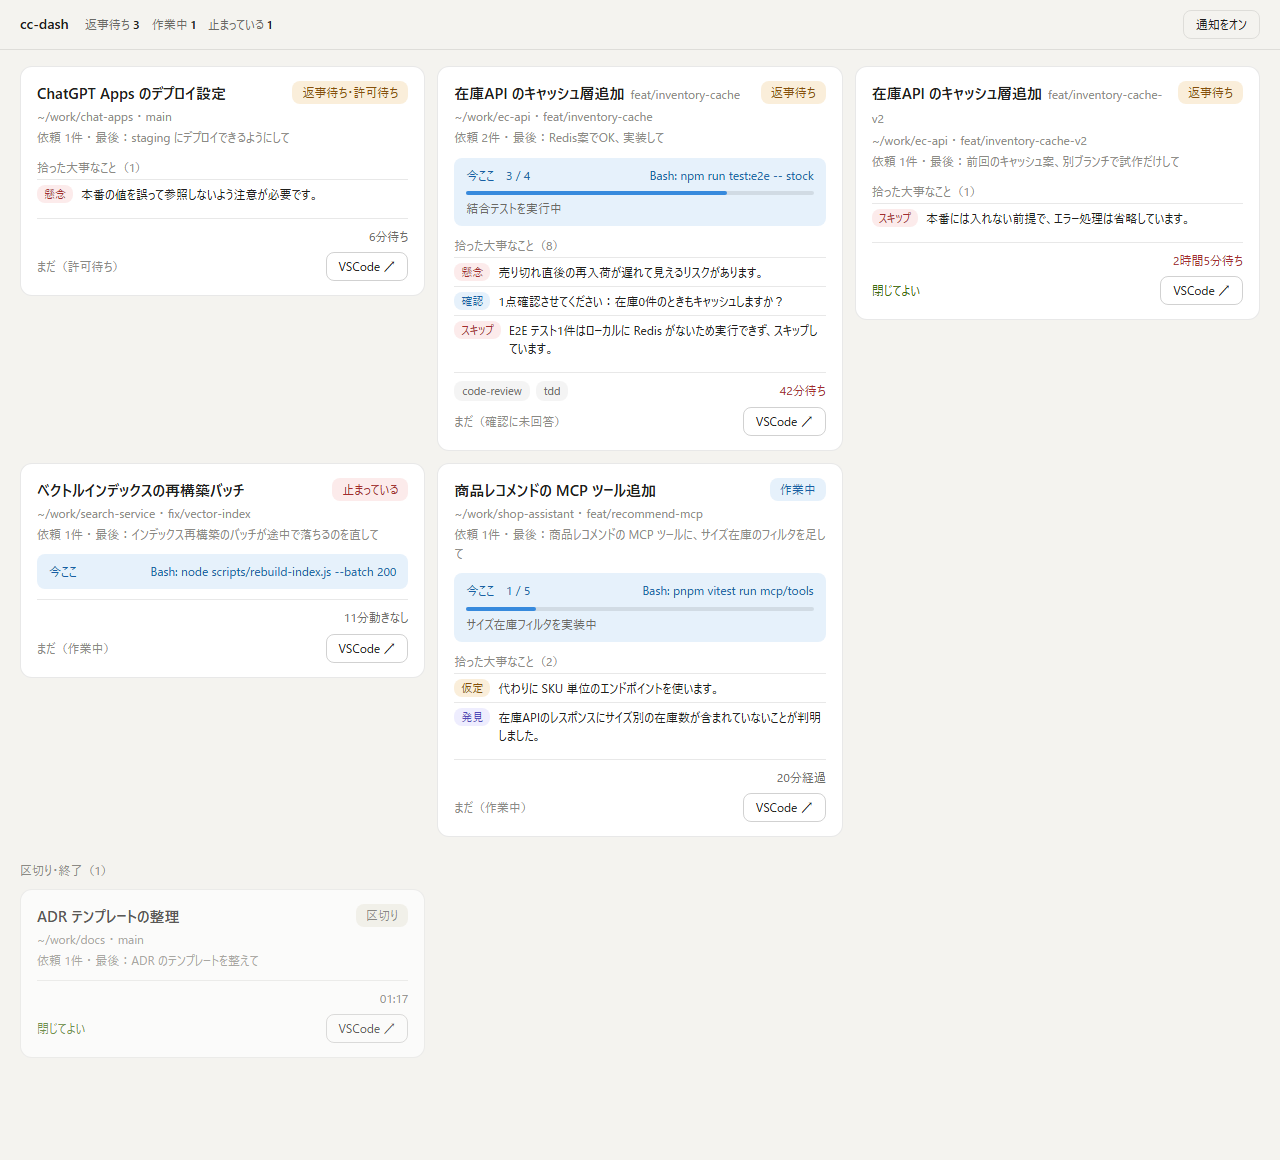 cc-dash 返事待ち 3 作業中 1 止まっている 1
通知をオン
ChatGPT Apps のデプロイ設定
返事待ち・許可待ち
~/work/chat-apps・main
依頼 1件・最後：staging にデプロイできるようにして
拾った大事なこと（1）
懸念 本番の値を誤って参照しないよう注意が必要です。
6分待ち
まだ（許可待ち）
VSCode ↗
在庫API のキャッシュ層追加 feat/inventory-cache
返事待ち
~/work/ec-api・feat/inventory-cache
依頼 2件・最後：Redis案でOK、実装して
今ここ 3 / 4 Bash: npm run test:e2e -- stock
結合テストを実行中
拾った大事なこと（8）
懸念 売り切れ直後の再入荷が遅れて見えるリスクがあります。
確認 1点確認させてください：在庫0件のときもキャッシュしますか？
スキップ E2E テスト1件はローカルに Redis がないため実行できず、スキップし
ています。
code-review tdd 42分待ち
まだ（確認に未回答）
VSCode ↗
在庫API のキャッシュ層追加 feat/inventory-cache-
v2
返事待ち
~/work/ec-api・feat/inventory-cache-v2
依頼 1件・最後：前回のキャッシュ案、別ブランチで試作だけして
拾った大事なこと（1）
スキップ 本番には入れない前提で、エラー処理は省略しています。
2時間5分待ち
閉じてよい
VSCode ↗
ベクトルインデックスの再構築バッチ
止まっている
~/work/search-service・fix/vector-index
依頼 1件・最後：インデックス再構築のバッチが途中で落ちるのを直して
今ここ Bash: node scripts/rebuild-index.js --batch 200
11分動きなし
まだ（作業中）
VSCode ↗
商品レコメンドの MCP ツール追加
作業中
~/work/shop-assistant・feat/recommend-mcp
依頼 1件・最後：商品レコメンドの MCP ツールに、サイズ在庫のフィルタを足し
て
今ここ 1 / 5 Bash: pnpm vitest run mcp/tools
サイズ在庫フィルタを実装中
拾った大事なこと（2）
仮定 代わりに SKU 単位のエンドポイントを使います。
発見 在庫APIのレスポンスにサイズ別の在庫数が含まれていないことが判明
しました。
20分経過
まだ（作業中）
VSCode ↗
区切り・終了（1）
ADR テンプレートの整理
区切り
~/work/docs・main
依頼 1件・最後：ADR のテンプレートを整えて
01:17
閉じてよい
VSCode ↗